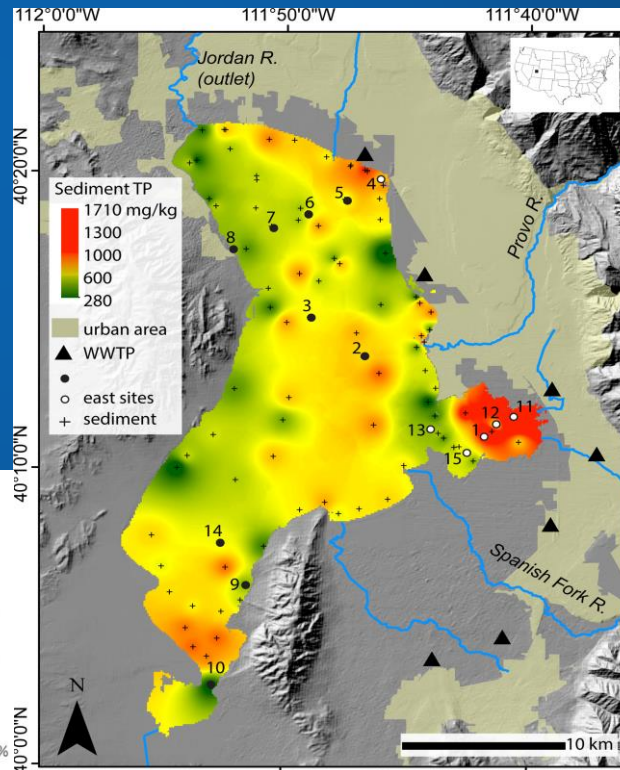 112°0'0"W
111°50'0"W
111°40'0"W
Jordan R.
(outlet)
40°20'0"N
Sediment TP
1710 mg/kg
1300
1000
600
280
urban area
WWTP
east sites
sediment
4
5
6
7
8
Provo R.
3
2
11
12
1
13
15
40°10'0"N
14
9
Spanish Fork R.
10
N
40°0'0"N
10 km
%